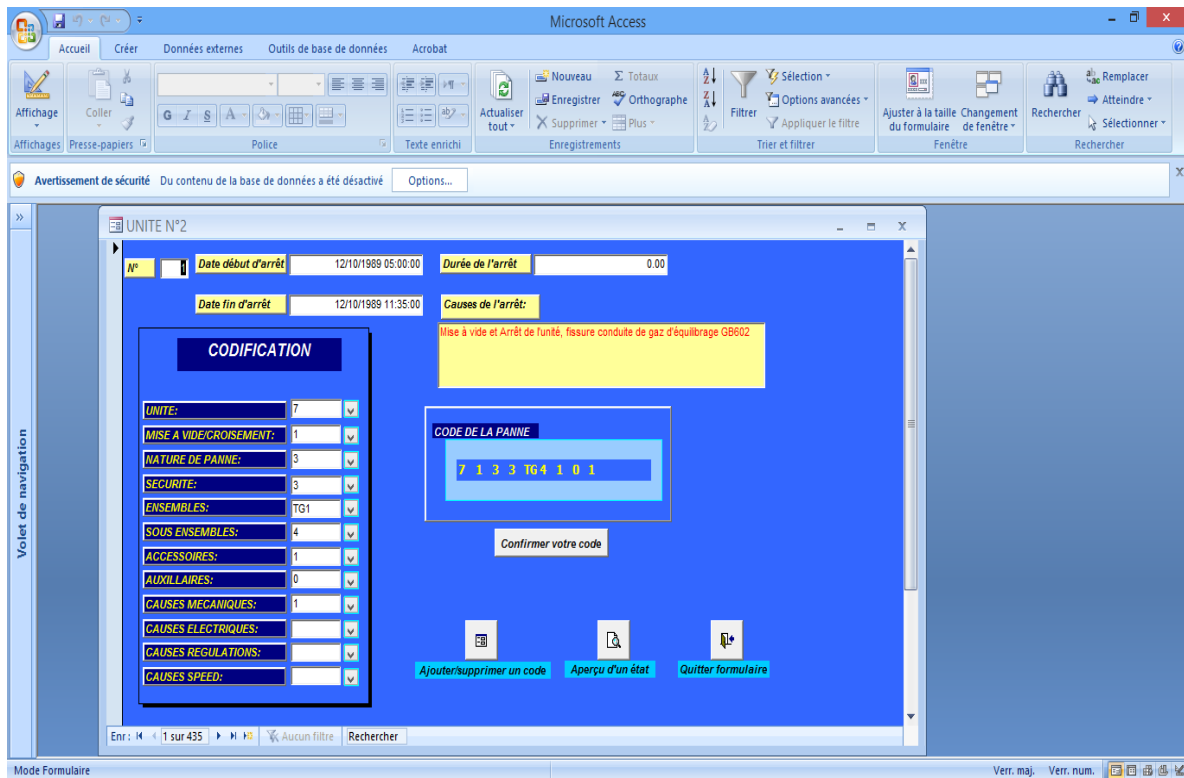 Microsoft Access
Accueil Créer Données externes Outils de base de données Acrobat
Affichage
Coller
G I S A
Actualiser tout
Nouveau
Enregistrer
Supprimer
Σ Totaux
Orthographe
Plus
Filtrer
Sélection
Options avancées
Appliquer le filtre
Ajuster à la taille du formulaire
Changement de fenêtre
Rechercher
Remplacer
Atteindre
Sélectionner
Affichages Presse-papiers Police Texte enrichi Enregistrements Trier et filtrer Fenêtre Rechercher
Avertissement de sécurité Du contenu de la base de données a été désactivé Options...
Volet de navigation
UNITE N°2
N° 1 Date début d'arrêt 12/10/1989 05:00:00 Durée de l'arrêt 0.00
Date fin d'arrêt 12/10/1989 11:35:00 Causes de l'arrêt:
Mise à vide et Arrêt de l'unité, fissure conduite de gaz d'équilibrage GB602
CODIFICATION
UNITE: 7
MISE A VIDE/CROISEMENT: 1
NATURE DE PANNE: 3
SECURITE: 3
ENSEMBLES: TG1
SOUS ENSEMBLES: 4
ACCESSOIRES: 1
AUXILLAIRES: 0
CAUSES MECANIQUES: 1
CAUSES ELECTRIQUES:
CAUSES REGULATIONS:
CAUSES SPEED:
CODE DE LA PANNE
7 1 3 3 TG4 1 0 1
Confirmer votre code
Ajouter/supprimer un code Aperçu d'un état Quitter formulaire
Enr : 1 sur 435 Aucun filtre Rechercher
Mode Formulaire Verr. maj. Verr. num.